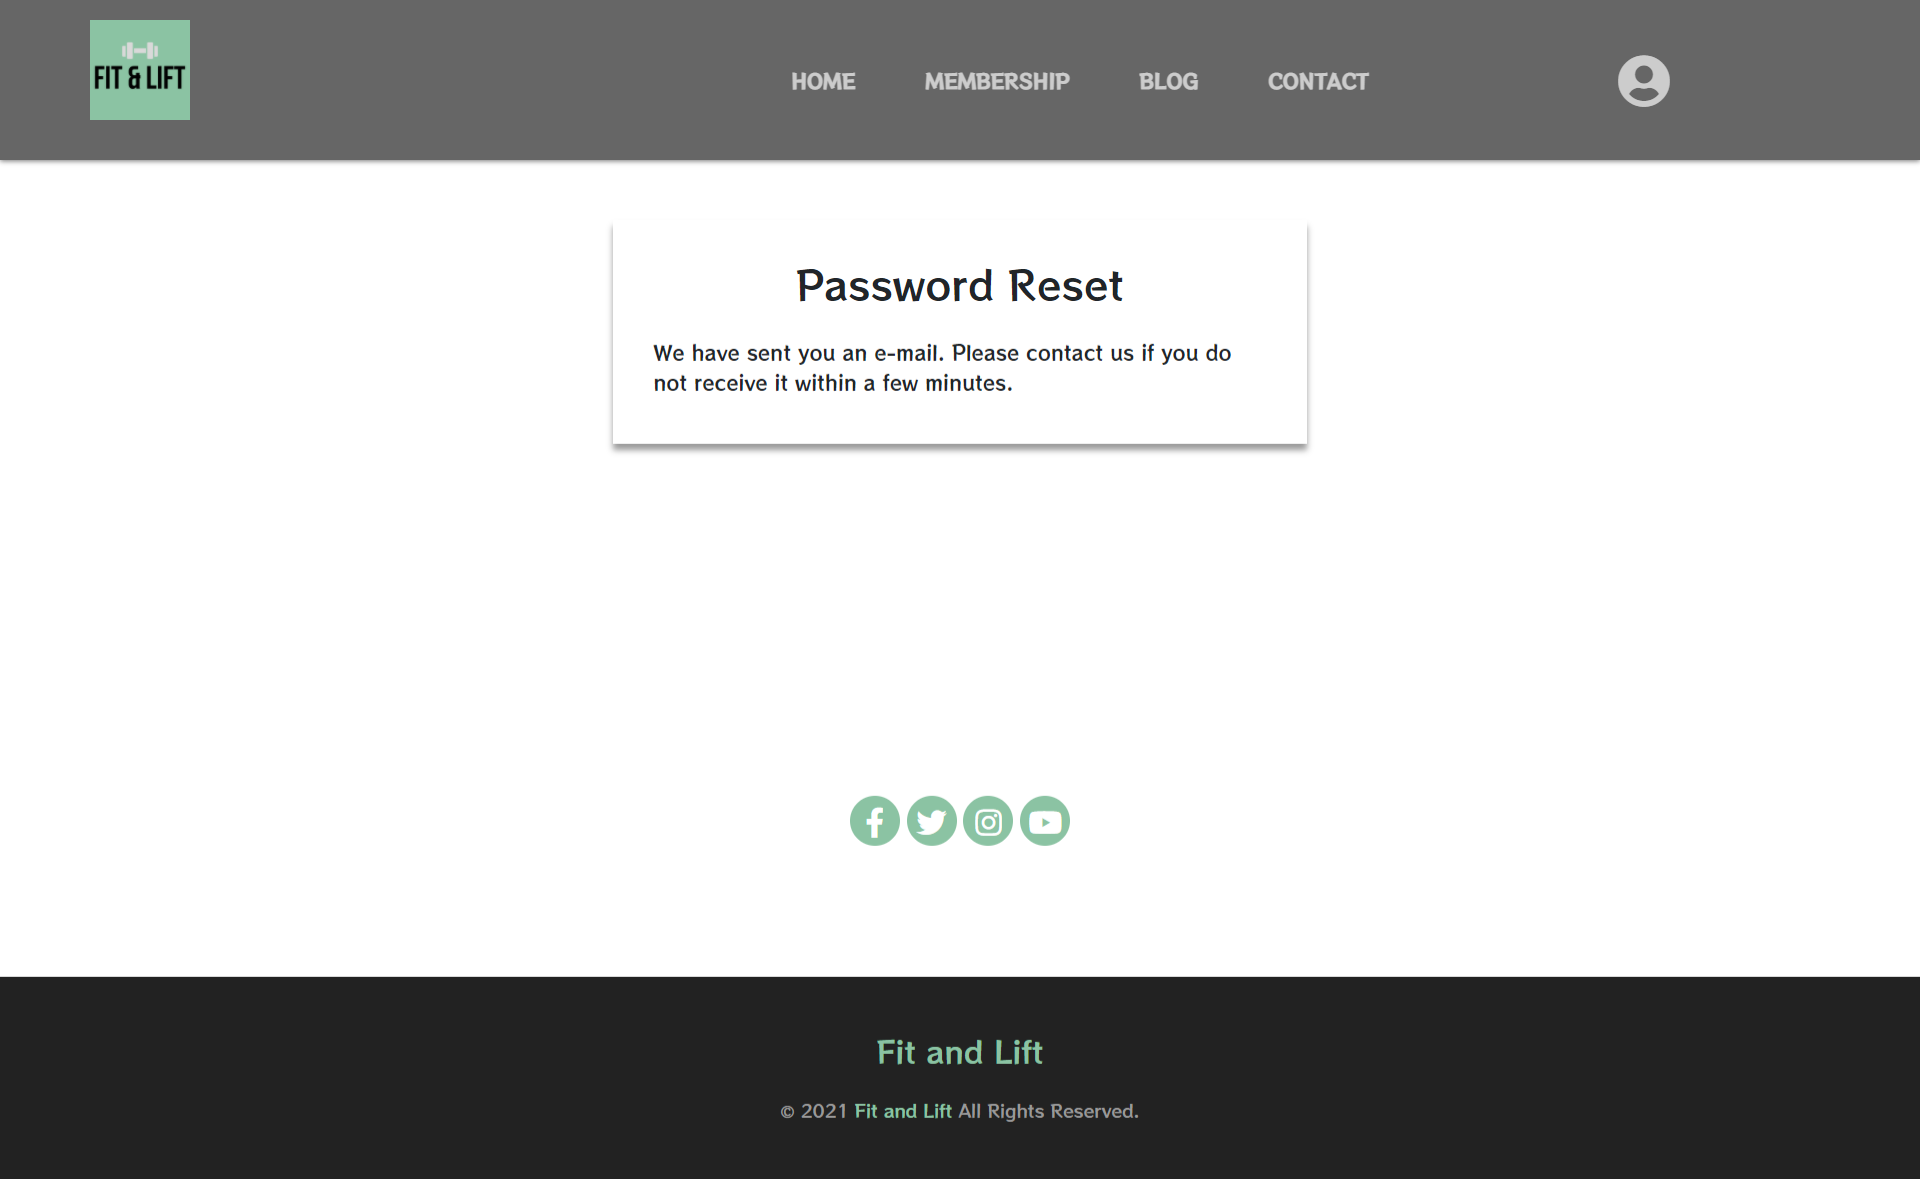 FIT & LIFT
HOME MEMBERSHIP BLOG CONTACT
Password Reset
We have sent you an e-mail. Please contact us if you do
not receive it within a few minutes.
Fit and Lift
© 2021 Fit and Lift All Rights Reserved.